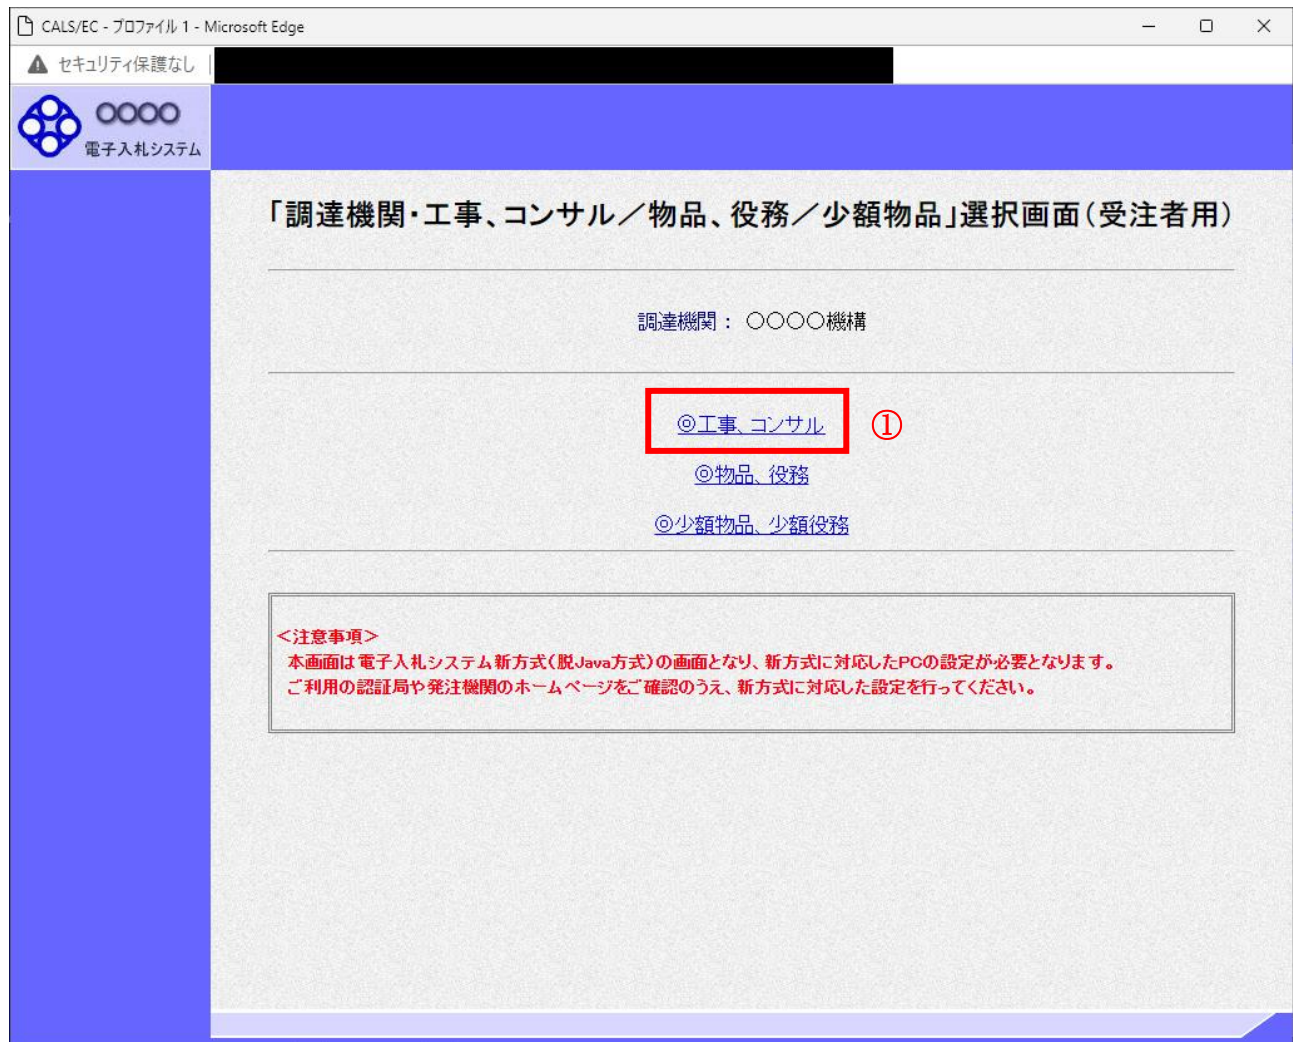 CALS/EC - プロファイル 1 - Microsoft Edge
セキュリティ保護なし
○○○○
電子入札システム
「調達機関・工事、コンサル／物品、役務／少額物品」選択画面（受注者用）
調達機関： ○○○○機構
◎工事、コンサル
①
◎物品、役務
◎少額物品、少額役務
＜注意事項＞
本画面は電子入札システム新方式（脱Java方式）の画面となり、新方式に対応したPCの設定が必要となります。
ご利用の認証局や発注機関のホームページをご確認のうえ、新方式に対応した設定を行ってください。